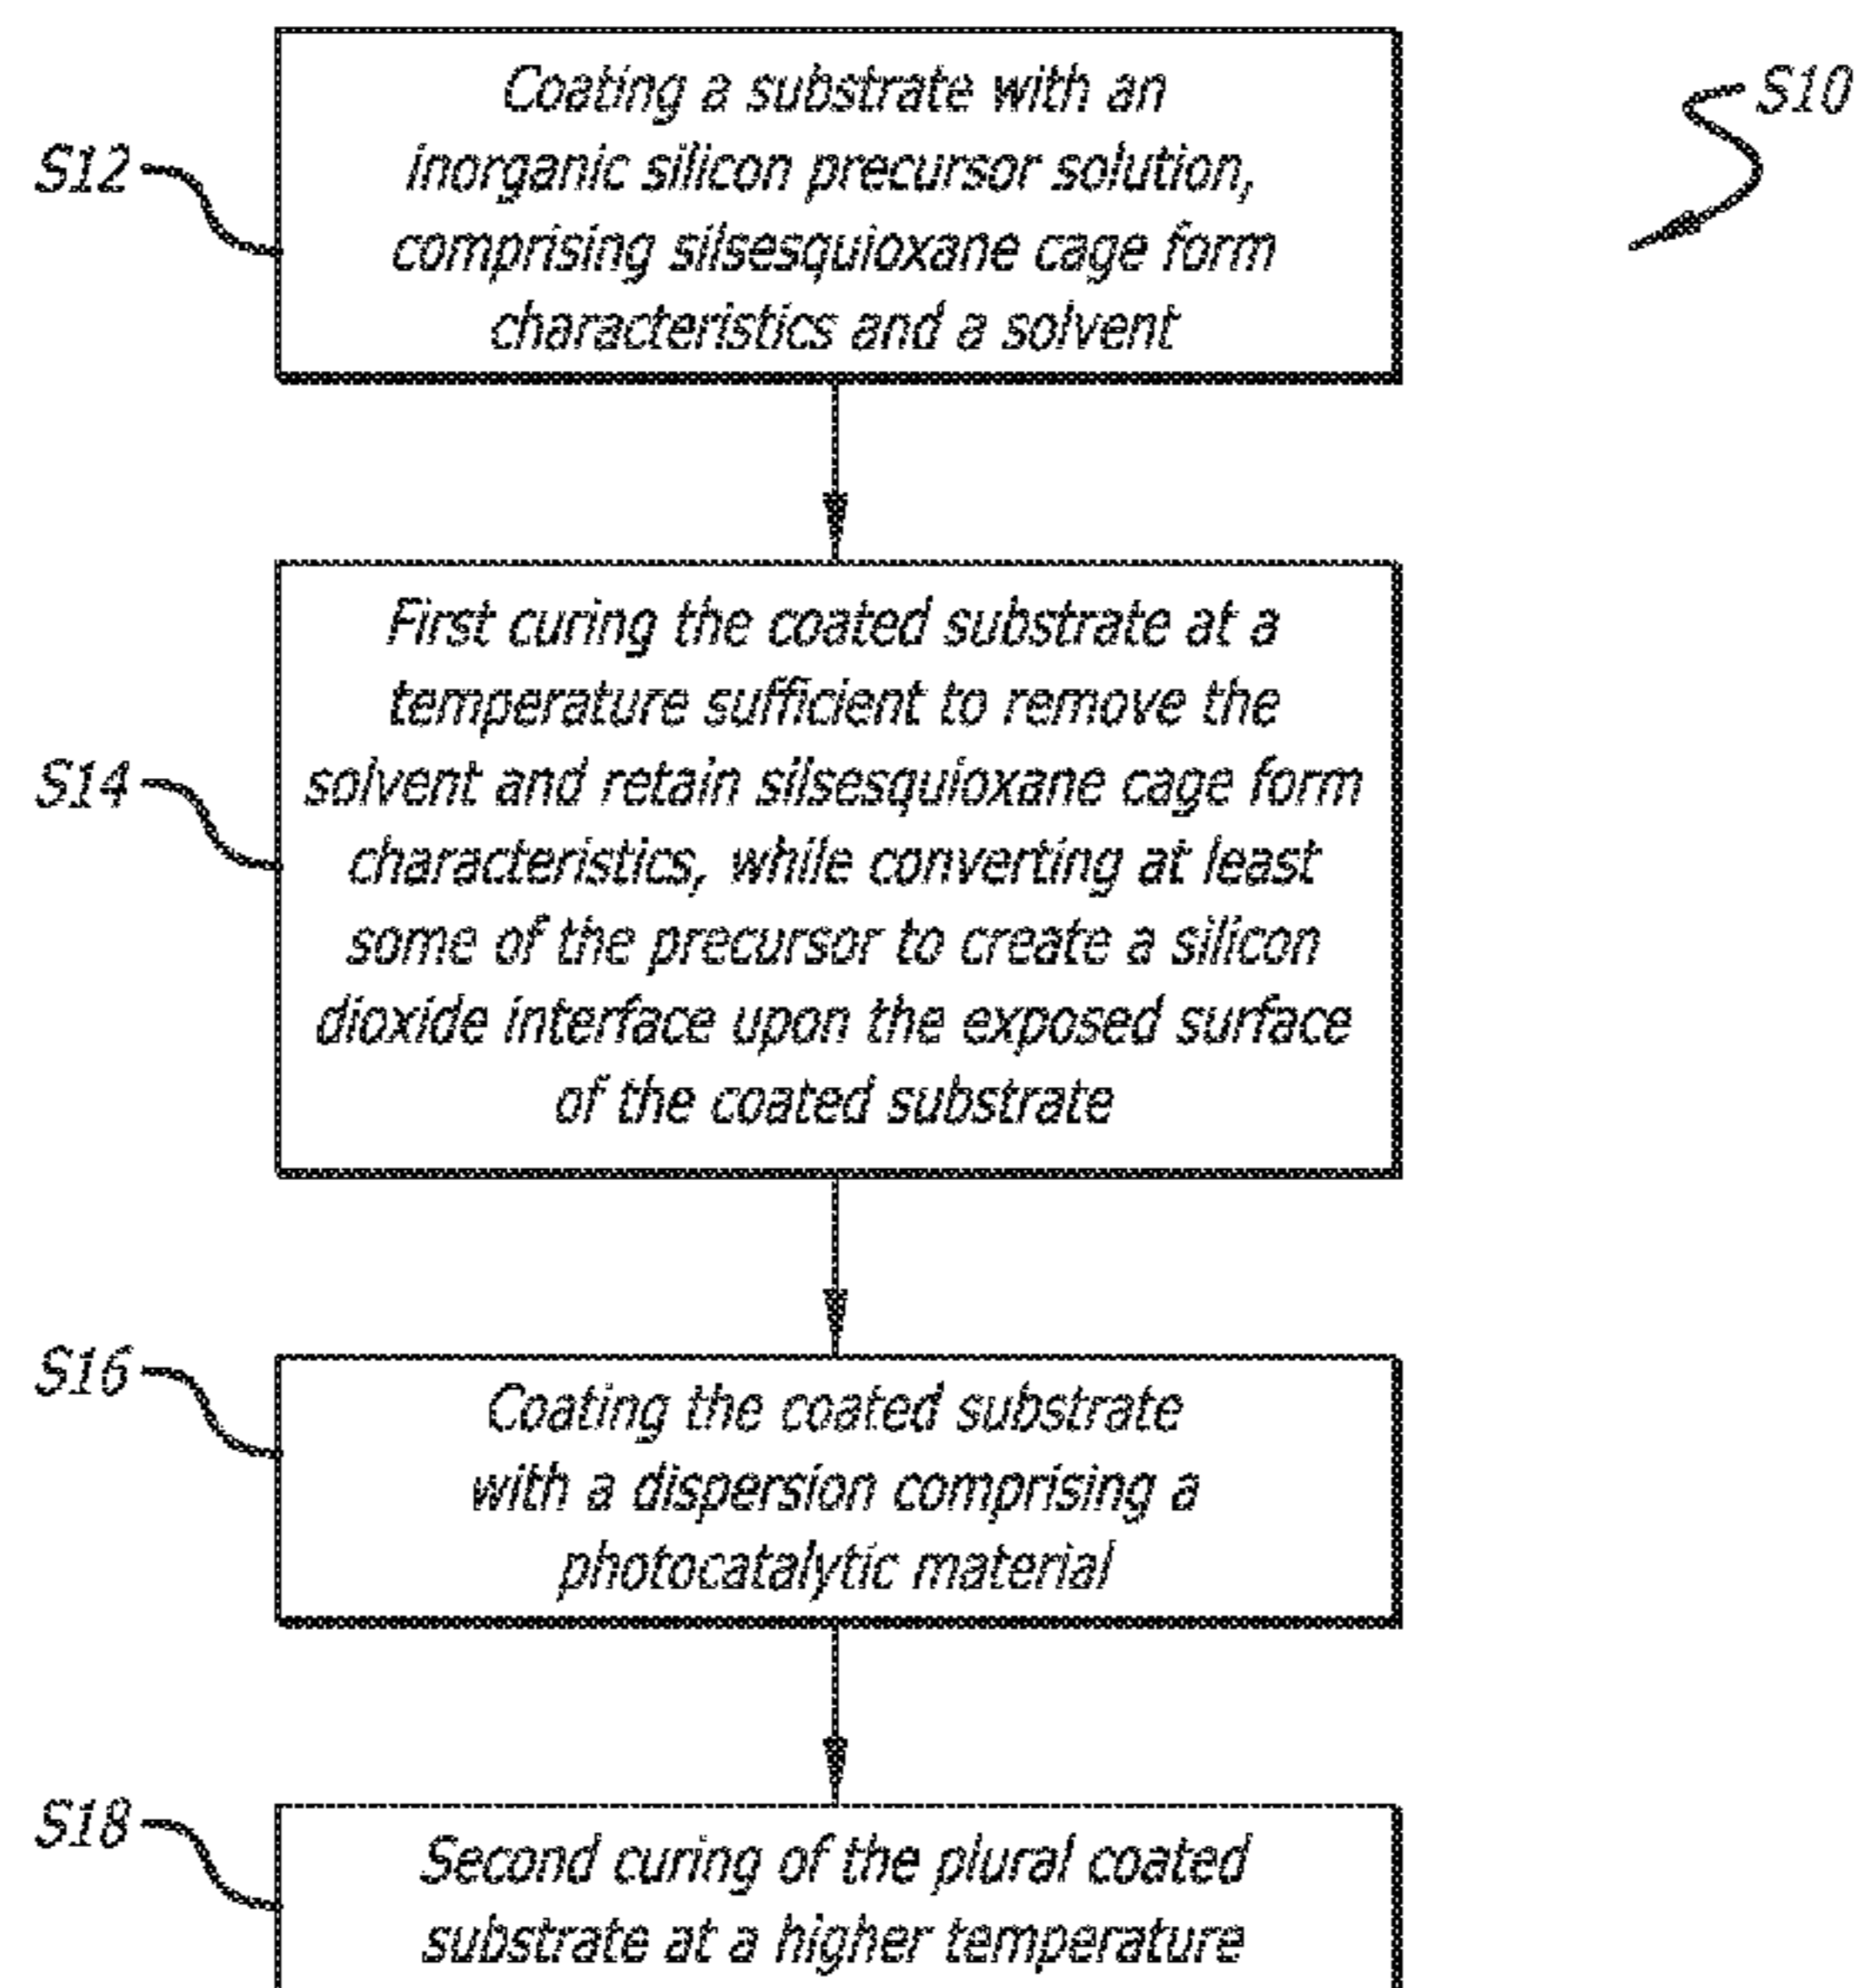 S10
S12
Coating a substrate with an
inorganic silicon precursor solution,
comprising silsesquioxane cage form
characteristics and a solvent
S14
First curing the coated substrate at a
temperature sufficient to remove the
solvent and retain silsesquioxane cage form
characteristics, while converting at least
some of the precursor to create a silicon
dioxide interface upon the exposed surface
of the coated substrate
S16
Coating the coated substrate
with a dispersion comprising a
photocatalytic material
S18
Second curing of the plural coated
substrate at a higher temperature